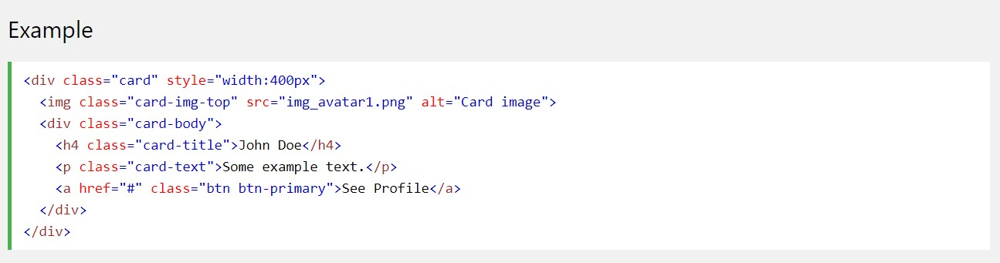 Example
<div class="card" style="width:400px">
  <img class="card-img-top" src="img_avatar1.png" alt="Card image">
  <div class="card-body">
    <h4 class="card-title">John Doe</h4>
    <p class="card-text">Some example text.</p>
    <a href="#" class="btn btn-primary">See Profile</a>
  </div>
</div>